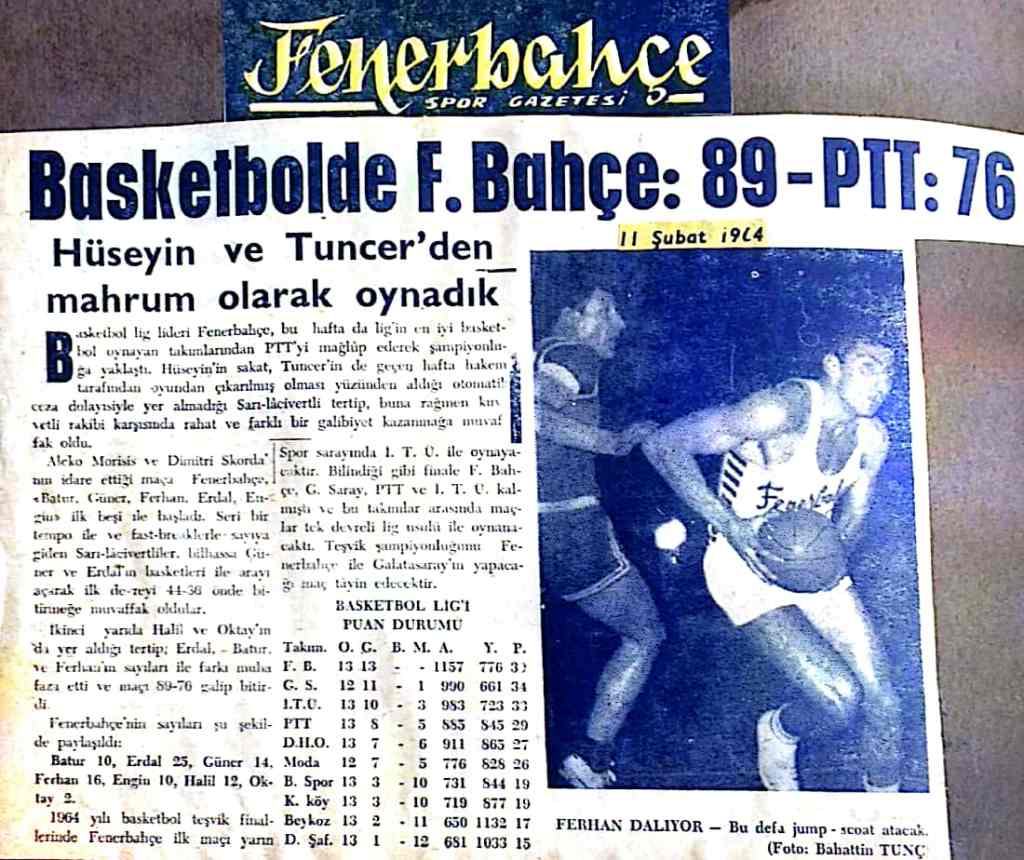 Fenerbahçe
SPOR GAZETESİ
Basketbolde F. Bahçe: 89 - PTT: 76
11 Şubat 1964
Hüseyin ve Tuncer'den
mahrum olarak oynadık
Basketbol lig lideri Fenerbahçe, bu hafta da lig'in en iyi basket-
bol oynayan takımlarından PTT'yi mağlûp ederek şampiyonlu-
ğa yaklaştı. Hüseyin'in sakat, Tuncer'in de geçen hafta hakem
tarafından oyundan çıkarılmış olması yüzünden aldığı otomatik
ceza dolayısiyle yer almadığı Sarı-lâcivertli tertip, buna rağmen kuv
vetli rakibi karşısında rahat ve farklı bir galibiyet kazanmağa muvaf
fak oldu.
Aleko Morisis ve Dimitri Skorda'
nın idare ettiği maça Fenerbahçe,
«Batur, Güner, Ferhan, Erdal, En-
gin» ilk beşi ile başladı. Seri bir
tempo ile ve fast-breaklerle sayıya
giden Sarı-lâcivertliler, bilhassa Gü-
ner ve Erdal'ın basketleri ile arayı
açarak ilk devreyi 44-36 önde bi-
tirmeğe muvaffak oldular.
İkinci yarıda Halil ve Oktay'ın
da yer aldığı tertip; Erdal, - Batur,
ve Ferhan'ın sayıları ile farkı muha
faza etti ve maçı 89-76 galip bitir-
di.
Fenerbahçe'nin sayıları şu şekil-
de paylaşıldı:
Batur 10, Erdal 25, Güner 14,
Ferhan 16, Engin 10, Halil 12, Ok-
tay 2.
1964 yılı basketbol teşvik final-
lerinde Fenerbahçe ilk maçı yarın
Spor sarayında I. T. Ü. ile oynaya-
caktır. Bilindiği gibi finale F. Bah-
çe, G. Saray, PTT ve I. T. Ü. kal-
mıştı ve bu takımlar arasında maç-
lar tek devreli lig usulü ile oynana-
caktı. Teşvik şampiyonluğunu Fe-
nerbahçe ile Galatasaray'ın yapaca-
ğı maç tâyin edecektir.
BASKETBOL LİG'İ
PUAN DURUMU
Takım. O. G. B. M. A. Y. P.
F. B. 13 13 - - 1157 776
G. S. 12 11 - 1 990 661 34
I.T.Ü. 13 10 - 3 983 723 33
PTT 13 8 - 5 885 845 29
D.H.O. 13 7 - 6 911 865 27
Moda 12 7 - 5 776 828 26
B. Spor 13 3 - 10 731 844 19
K. köy 13 3 - 10 719 877 19
Beykoz 13 2 - 11 650 1132 17
D. Şaf. 13 1 - 12 681 1033 15
FERHAN DALIYOR — Bu defa jump - scoat atacak.
(Foto: Bahattin TUNÇ